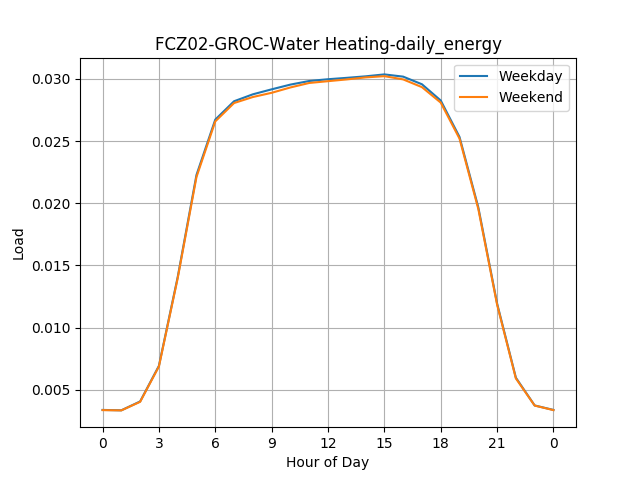 FCZ02-GROC-Water Heating-daily_energy
Weekday
Weekend
0.030
0.025
0.020
0.015
0.010
0.005
Load
0 3 6 9 12 15 18 21 0
Hour of Day